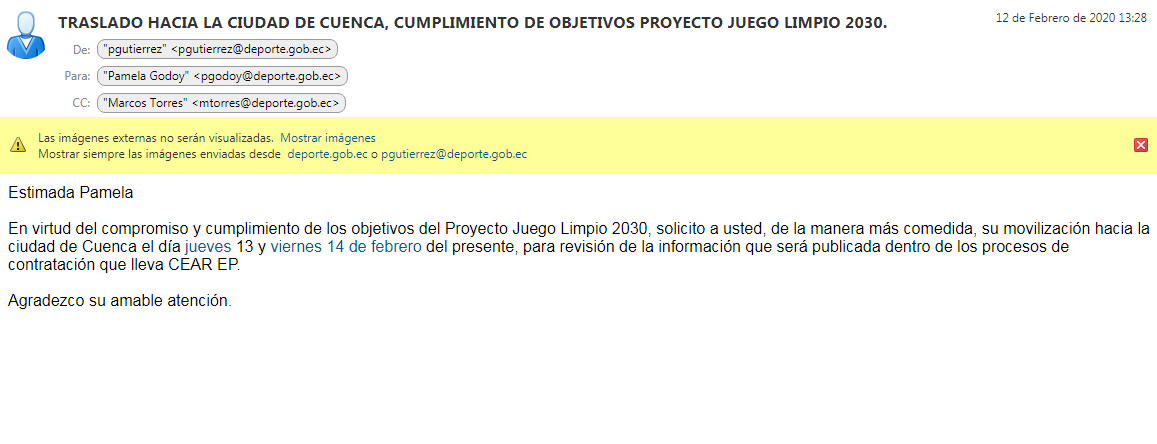 TRASLADO HACIA LA CIUDAD DE CUENCA, CUMPLIMIENTO DE OBJETIVOS PROYECTO JUEGO LIMPIO 2030.
12 de Febrero de 2020 13:28
De: "pgutierrez" <pgutierrez@deporte.gob.ec>
Para: "Pamela Godoy" <pgodoy@deporte.gob.ec>
CC: "Marcos Torres" <mtorres@deporte.gob.ec>
Las imágenes externas no serán visualizadas. Mostrar imágenes
Mostrar siempre las imágenes enviadas desde deporte.gob.ec o pgutierrez@deporte.gob.ec
Estimada Pamela
En virtud del compromiso y cumplimiento de los objetivos del Proyecto Juego Limpio 2030, solicito a usted, de la manera más comedida, su movilización hacia la
ciudad de Cuenca el día jueves 13 y viernes 14 de febrero del presente, para revisión de la información que será publicada dentro de los procesos de
contratación que lleva CEAR EP.
Agradezco su amable atención.